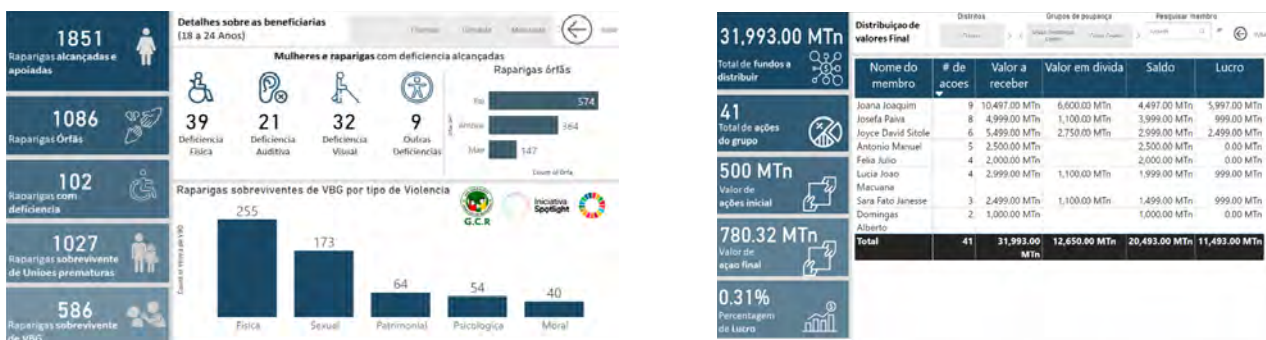 1851
Raparigas alcançadas e
apoiadas
1086
Raparigas Órfãs
102
Raparigas com
deficiencia
1027
Raparigas sobrevivente
de Unioes prematuras
586
Raparigas sobrevivente
de VBG
Detalhes sobre as beneficiarias
(18 a 24 Anos)
Mulheres e raparigas com deficiencia alcançadas
39
Deficiencia
Física
21
Deficiencia
Auditiva
32
Deficiencia
Visual
9
Outras
Deficiencias
Raparigas órfãs
Pai
574
364
Mae
147
Count of Orfa
Raparigas sobreviventes de VBG por tipo de Violencia
G.C.R
Iniciativa
Spotlight
255
173
64
54
40
Fisica
Sexual
Patrimonial
Psicologica
Moral
31,993.00 MTn
Total de fundos a
distribuir
41
Total de ações
do grupo
500 MTn
Valor de
ações inicial
780.32 MTn
Valor de
açao final
0.31%
Percentagem
de Lucro
Distribuiçao de
valores Final
Distritos
Grupos de poupança
Pesquisar membro
Nome do membro # de acoes Valor a receber Valor em divida Saldo Lucro
Joana Joaquim 9 10,497.00 MTn 6,600.00 MTn 4,497.00 MTn 5,997.00 MTn
Josefa Paiva 8 4,999.00 MTn 1,100.00 MTn 3,999.00 MTn 999.00 MTn
Joyce David Sitole 6 5,499.00 MTn 2,750.00 MTn 2,999.00 MTn 2,499.00 MTn
Antonio Manuel 5 2,500.00 MTn 2,500.00 MTn 0.00 MTn
Felia Julio 4 2,000.00 MTn 2,000.00 MTn 0.00 MTn
Lucia Joao Macuana 4 2,999.00 MTn 1,100.00 MTn 1,999.00 MTn 999.00 MTn
Sara Fato Janesse 3 2,499.00 MTn 1,100.00 MTn 1,499.00 MTn 999.00 MTn
Domingas Alberto 2 1,000.00 MTn 1,000.00 MTn 0.00 MTn
Total 41 31,993.00 MTn 12,650.00 MTn 20,493.00 MTn 11,493.00 MTn